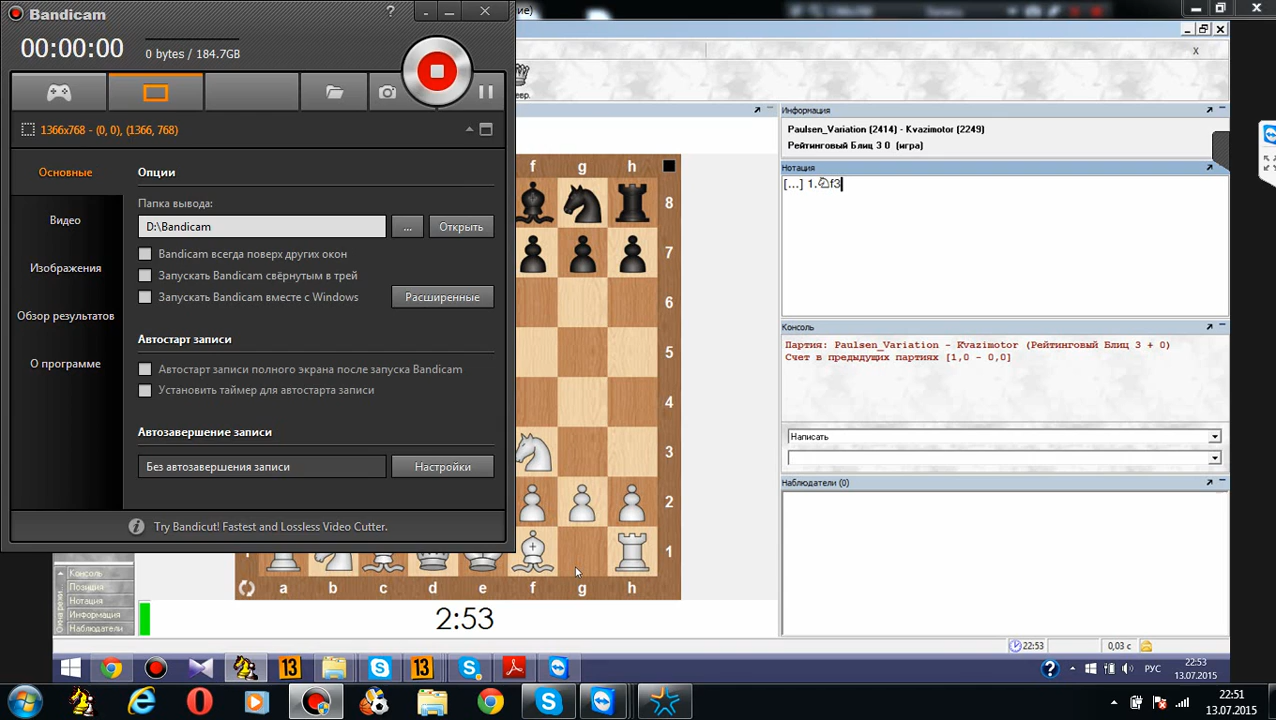 Bandicam
?
00:00:00
0 bytes / 184.7GB
1366x768 - (0, 0), (1366, 768)
Основные
Видео
Изображения
Обзор результатов
О программе
Опции
Папка вывода:
D:\Bandicam
...
Открыть
Bandicam всегда поверх других окон
Запускать Bandicam свёрнутым в трей
Запускать Bandicam вместе с Windows
Расширенные
Автостарт записи
Автостарт записи полного экрана после запуска Bandicam
Установить таймер для автостарта записи
Автозавершение записи
Без автозавершения записи
Настройки
Try Bandicut! Fastest and Lossless Video Cutter.
f g h
8
7
6
5
4
3
2
1
a b c d e f g h
2:53
Информация
Paulsen_Variation (2414) - Kvazimotor (2249)
Рейтинговый Блиц 3 0 (игра)
Нотация
[...] 1.♘f3
Консоль
Партия: Paulsen_Variation - Kvazimotor (Рейтинговый Блиц 3 + 0)
Счет в предыдущих партиях [1,0 - 0,0]
Написать
Наблюдатели (0)
Консоль
Позиция
Нотация
Информация
Наблюдатели
22:53
0,03 с
13
13
РУС
22:53
13.07.2015
22:51
13.07.2015